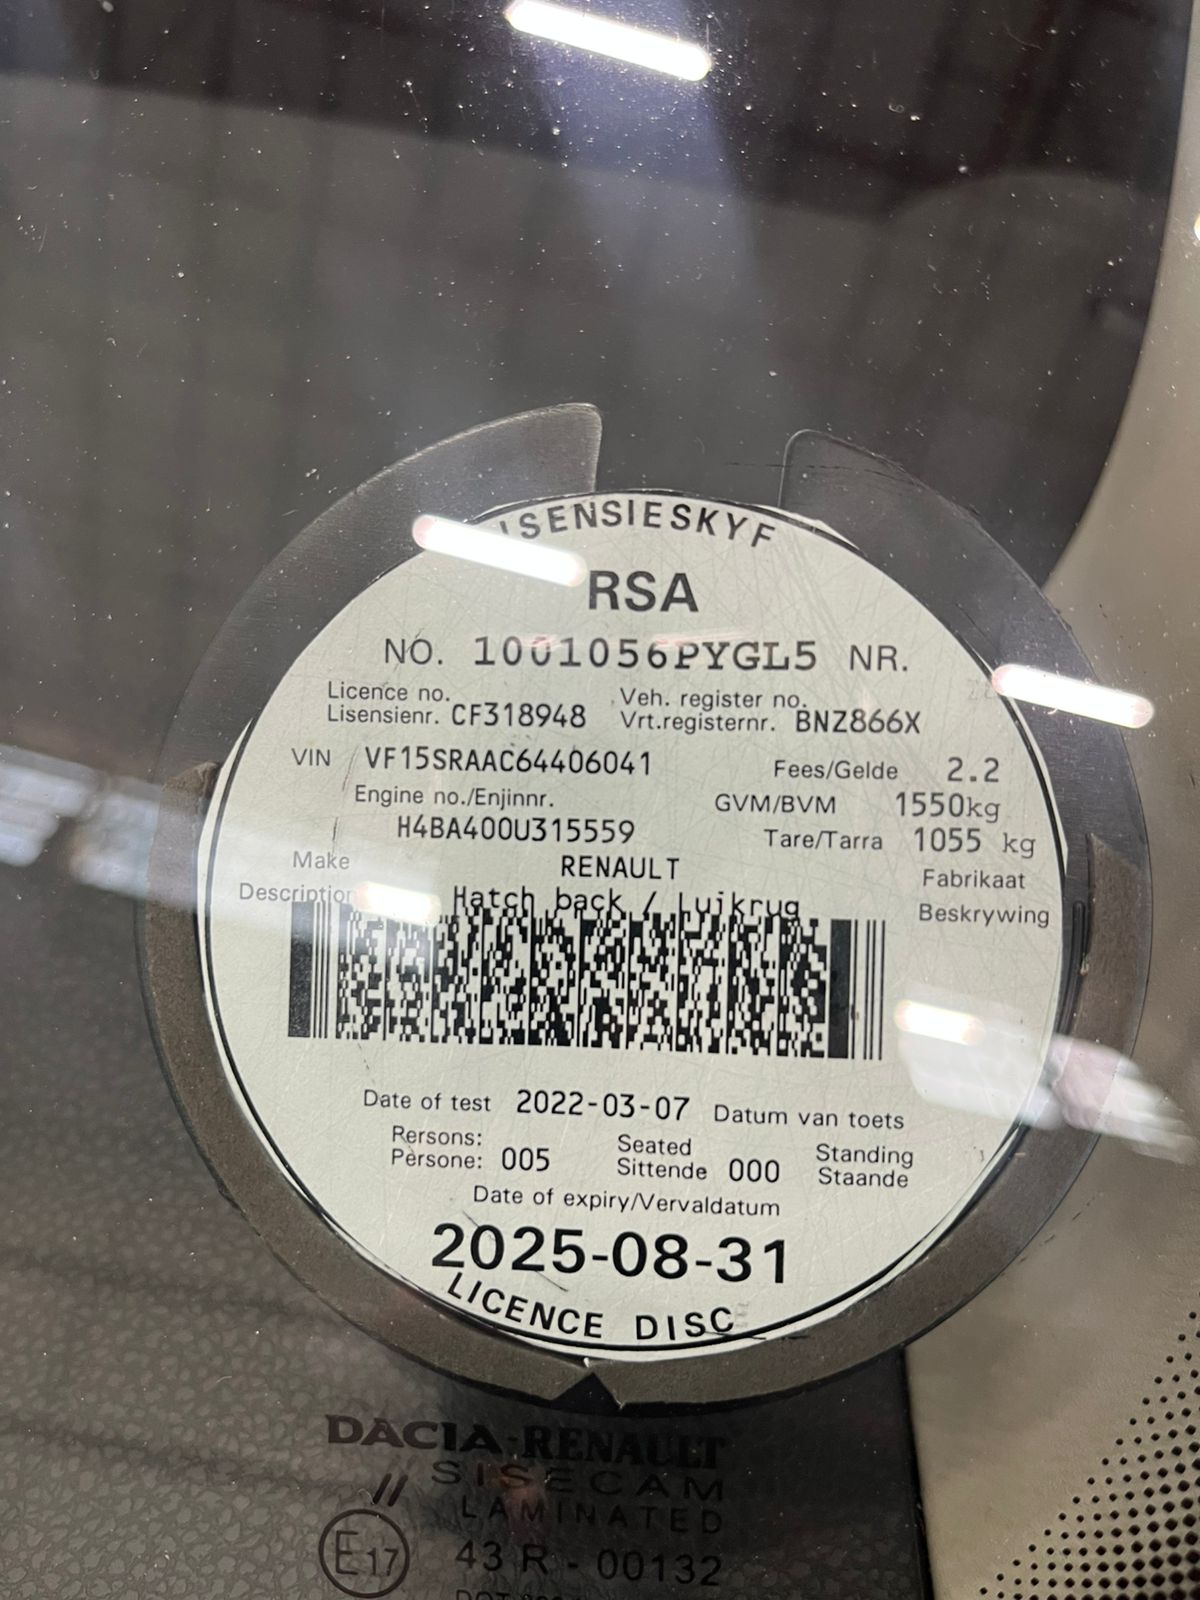 LISENSIESKYF
RSA
NO. 1001056PYGL5 NR.
Licence no. Veh. register no.
Lisensienr. CF318948 Vrt.registernr. BNZ866X
VIN VF15SRAAC64406041 Fees/Gelde 2.2
Engine no./Enjinnr. GVM/BVM 1550kg
H4BA400U315559 Tare/Tarra 1055 kg
Make RENAULT Fabrikaat
Description Hatch back / Luikrug Beskrywing
Date of test 2022-03-07 Datum van toets
Persons: Seated Standing
Persone: 005 Sittende 000 Staande
Date of expiry/Vervaldatum
2025-08-31
LICENCE DISC
DACIA-RENAULT
SISECAM
LAMINATED
E17 43 R - 00132